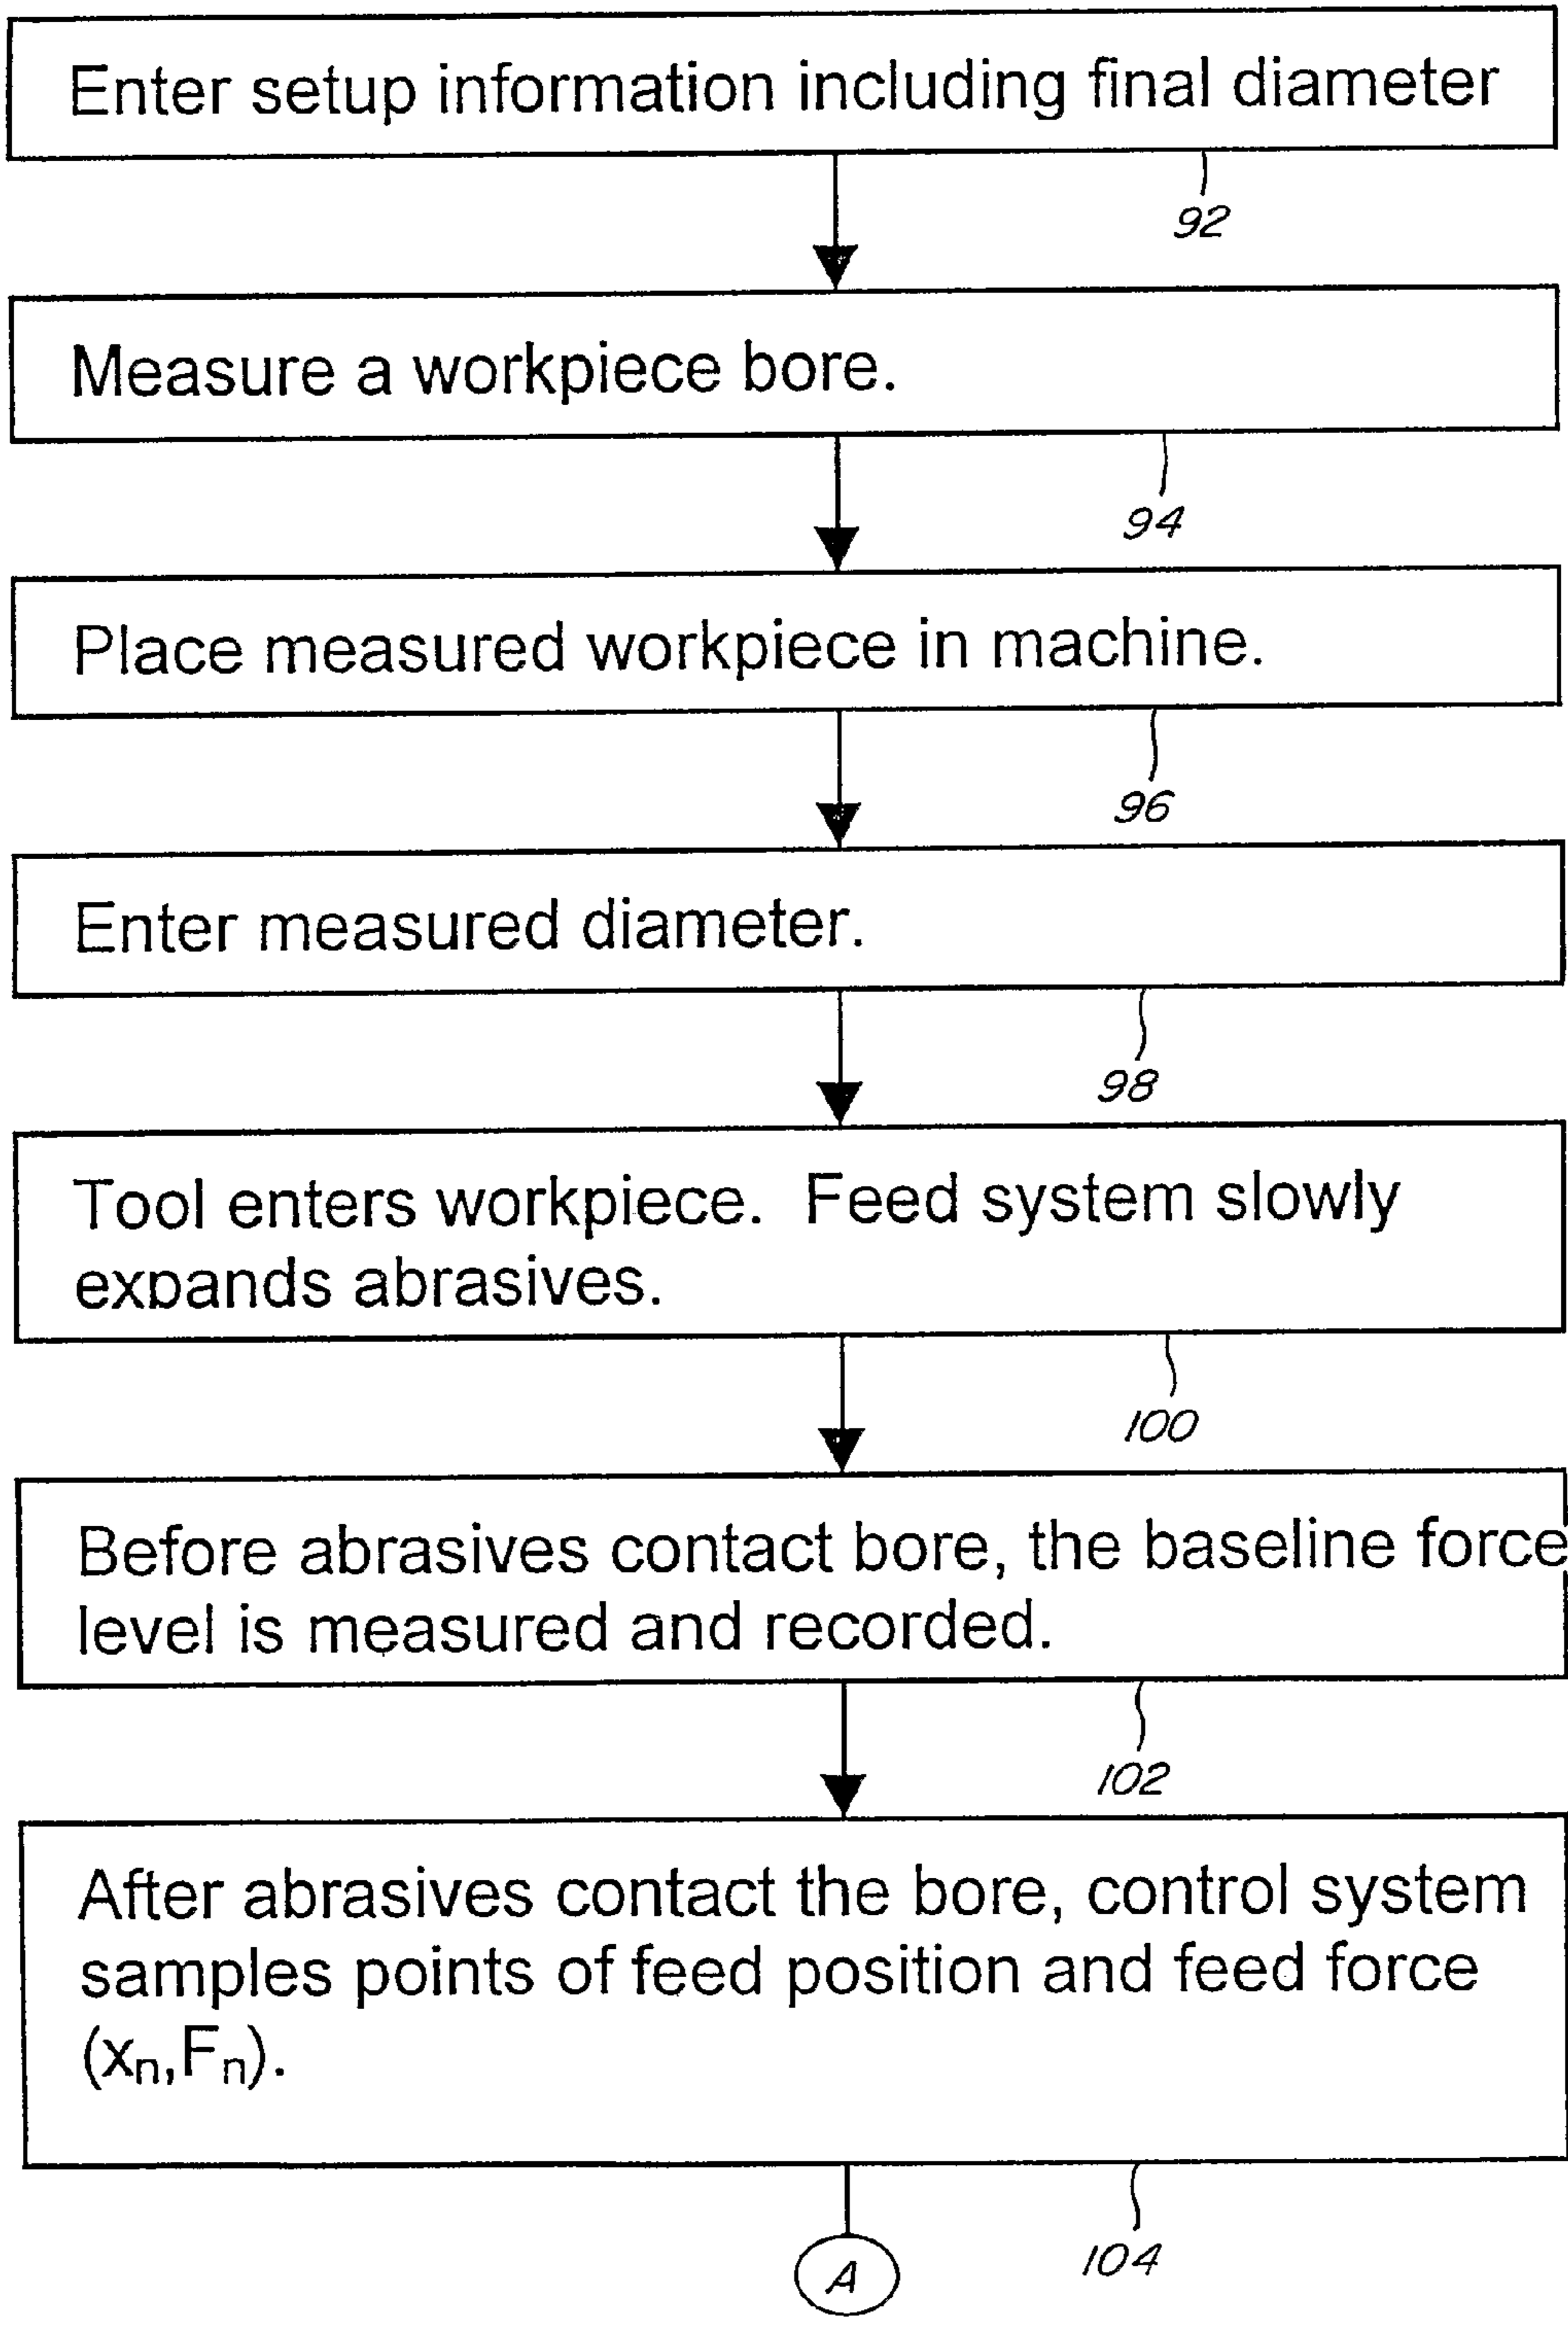 Enter setup information including final diameter
92
Measure a workpiece bore.
94
Place measured workpiece in machine.
96
Enter measured diameter.
98
Tool enters workpiece. Feed system slowly
expands abrasives.
100
Before abrasives contact bore, the baseline force
level is measured and recorded.
102
After abrasives contact the bore, control system
samples points of feed position and feed force
(xₙ,Fₙ).
104
A